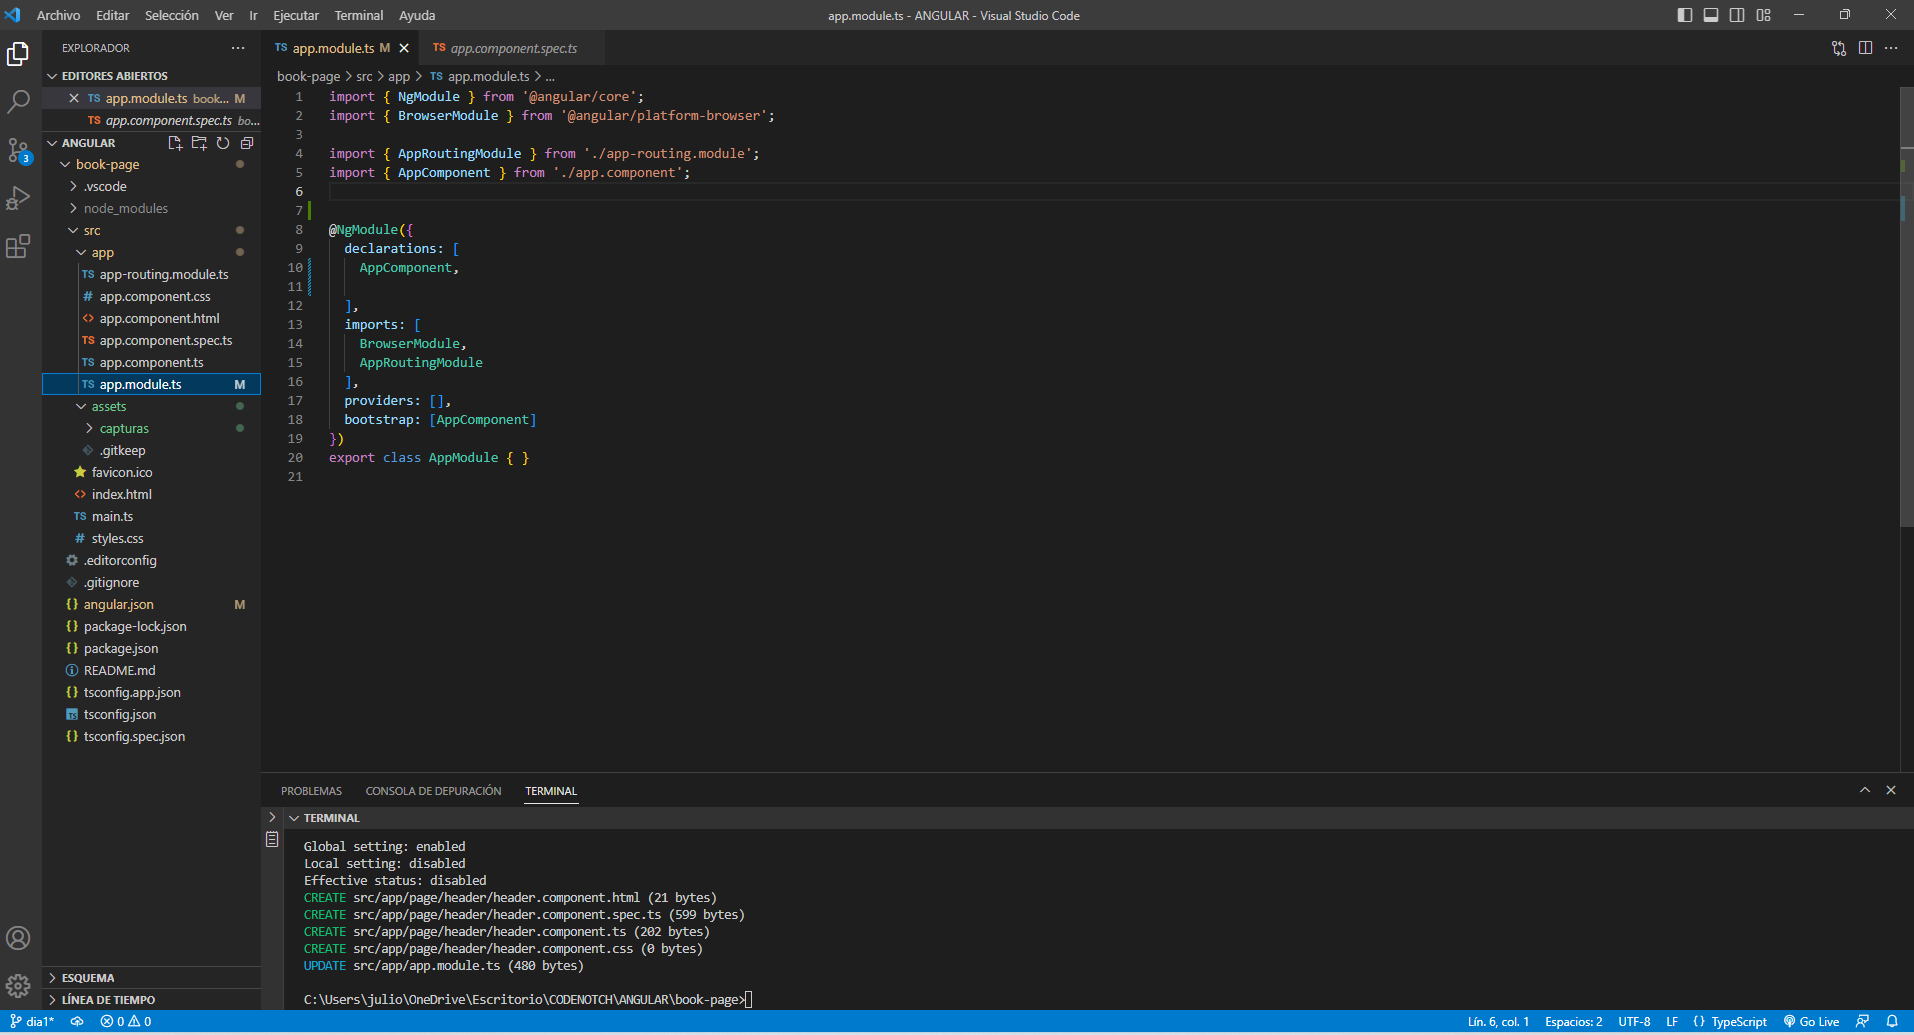 Archivo Editar Selección Ver Ir Ejecutar Terminal Ayuda
app.module.ts - ANGULAR - Visual Studio Code
EXPLORADOR
EDITORES ABIERTOS
TS app.module.ts book... M
TS app.component.spec.ts bo...
ANGULAR
book-page
.vscode
node_modules
src
app
TS app-routing.module.ts
# app.component.css
<> app.component.html
TS app.component.spec.ts
TS app.component.ts
TS app.module.ts M
assets
capturas
.gitkeep
favicon.ico
<> index.html
TS main.ts
# styles.css
.editorconfig
.gitignore
{} angular.json M
{} package-lock.json
{} package.json
README.md
{} tsconfig.app.json
TS tsconfig.json
{} tsconfig.spec.json
ESQUEMA
LÍNEA DE TIEMPO
3
TS app.module.ts M
TS app.component.spec.ts
book-page > src > app > TS app.module.ts > ...
1 import { NgModule } from '@angular/core';
2 import { BrowserModule } from '@angular/platform-browser';
3
4 import { AppRoutingModule } from './app-routing.module';
5 import { AppComponent } from './app.component';
6
7
8 @NgModule({
9 declarations: [
10 AppComponent,
11
12 ],
13 imports: [
14 BrowserModule,
15 AppRoutingModule
16 ],
17 providers: [],
18 bootstrap: [AppComponent]
19 })
20 export class AppModule { }
21
PROBLEMAS CONSOLA DE DEPURACIÓN TERMINAL
TERMINAL
Global setting: enabled
Local setting: disabled
Effective status: disabled
CREATE src/app/page/header/header.component.html (21 bytes)
CREATE src/app/page/header/header.component.spec.ts (599 bytes)
CREATE src/app/page/header/header.component.ts (202 bytes)
CREATE src/app/page/header/header.component.css (0 bytes)
UPDATE src/app/app.module.ts (480 bytes)
C:\Users\julio\OneDrive\Escritorio\CODENOTCH\ANGULAR\book-page>
dia1* 0 0
Lín. 6, col. 1 Espacios: 2 UTF-8 LF {} TypeScript Go Live